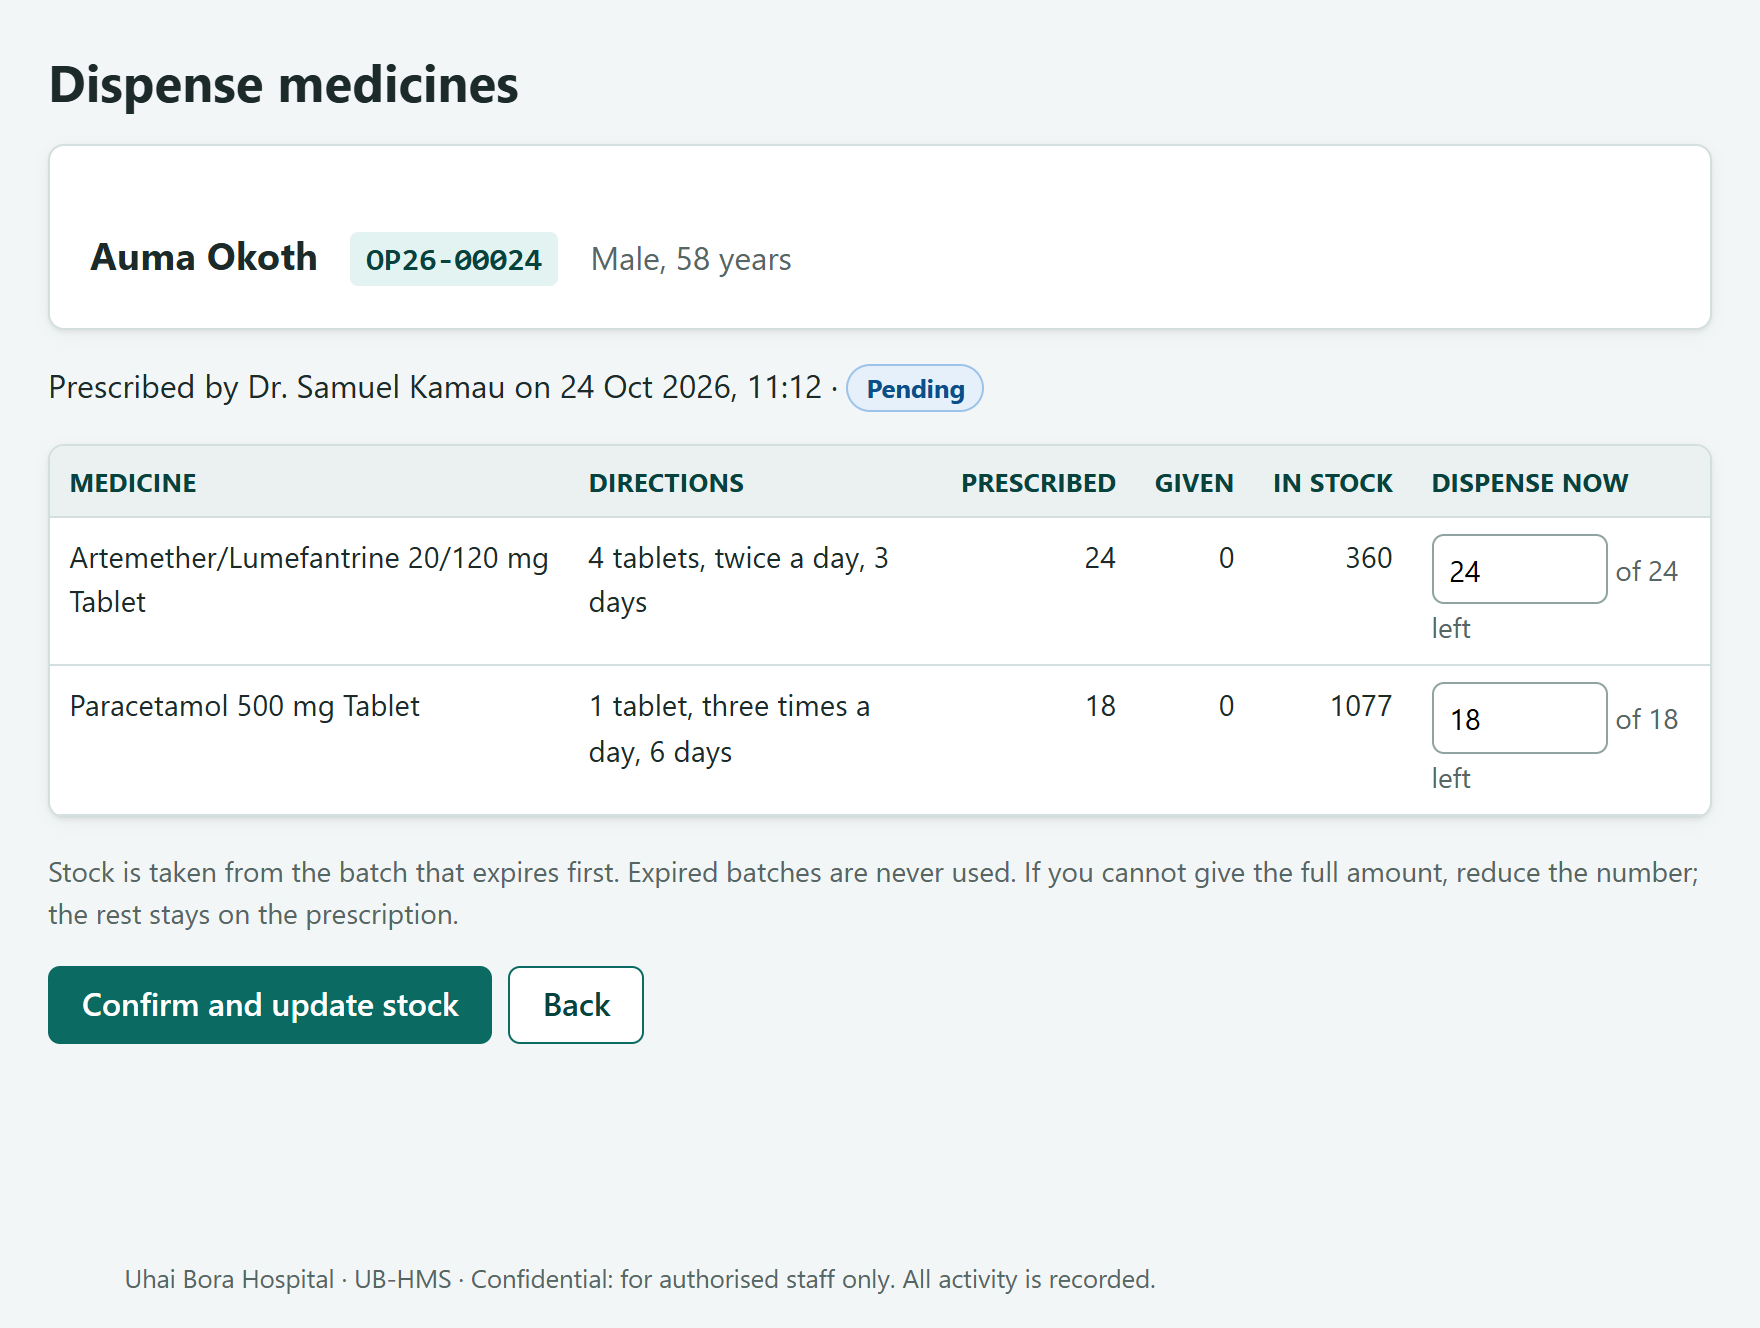 Dispense medicines
Auma Okoth OP26-00024 Male, 58 years
Prescribed by Dr. Samuel Kamau on 24 Oct 2026, 11:12 · Pending
MEDICINE DIRECTIONS PRESCRIBED GIVEN IN STOCK DISPENSE NOW
Artemether/Lumefantrine 20/120 mg 4 tablets, twice a day, 3 24 0 360 24 of 24
Tablet days left
Paracetamol 500 mg Tablet 1 tablet, three times a 18 0 1077 18 of 18
day, 6 days left
Stock is taken from the batch that expires first. Expired batches are never used. If you cannot give the full amount, reduce the number;
the rest stays on the prescription.
Confirm and update stock Back
Uhai Bora Hospital · UB-HMS · Confidential: for authorised staff only. All activity is recorded.